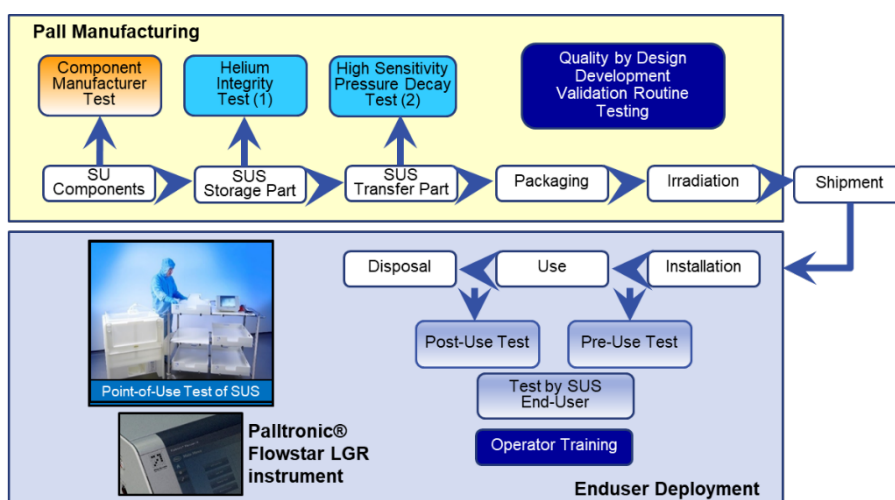 Pall Manufacturing
Component
Manufacturer
Test
Helium
Integrity
Test (1)
High Sensitivity
Pressure Decay
Test (2)
Quality by Design
Development
Validation Routine
Testing
SU
Components
SUS
Storage Part
SUS
Transfer Part
Packaging
Irradiation
Shipment
Disposal
Use
Installation
Post-Use Test
Pre-Use Test
Test by SUS
End-User
Operator Training
Point-of-Use Test of SUS
Palltronic®
Flowstar LGR
instrument
Enduser Deployment